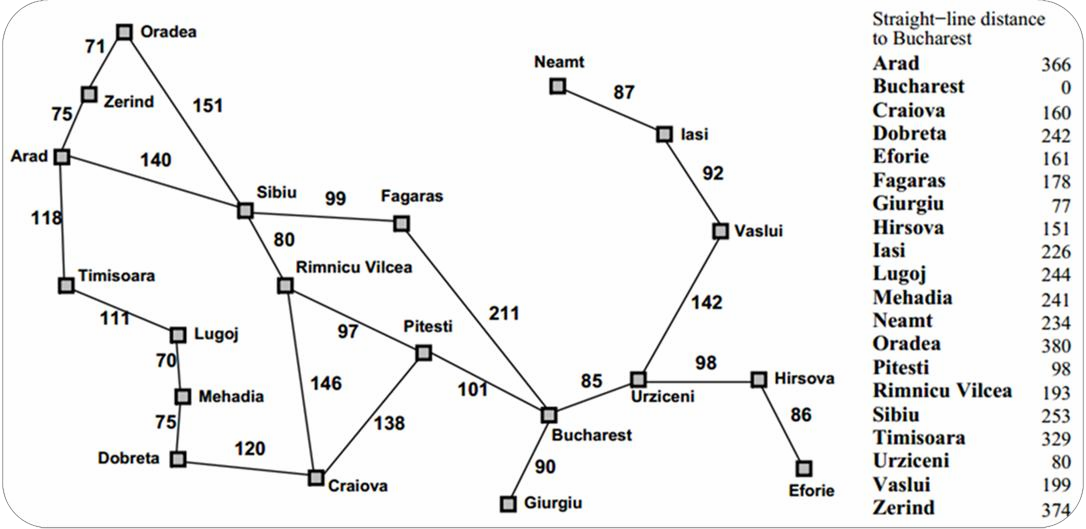 Oradea
71
Zerind
75
151
Arad
140
Sibiu
99
Fagaras
118
80
Timisoara
Rimnicu Vilcea
111
Lugoj
97
Pitesti
211
70
Mehadia
146
101
75
138
Dobreta
120
Craiova
Neamt
87
Iasi
92
Vaslui
142
98
Hirsova
85
Urziceni
86
Bucharest
90
Giurgiu
Eforie
Straight-line distance
to Bucharest
Arad 366
Bucharest 0
Craiova 160
Dobreta 242
Eforie 161
Fagaras 178
Giurgiu 77
Hirsova 151
Iasi 226
Lugoj 244
Mehadia 241
Neamt 234
Oradea 380
Pitesti 98
Rimnicu Vilcea 193
Sibiu 253
Timisoara 329
Urziceni 80
Vaslui 199
Zerind 374